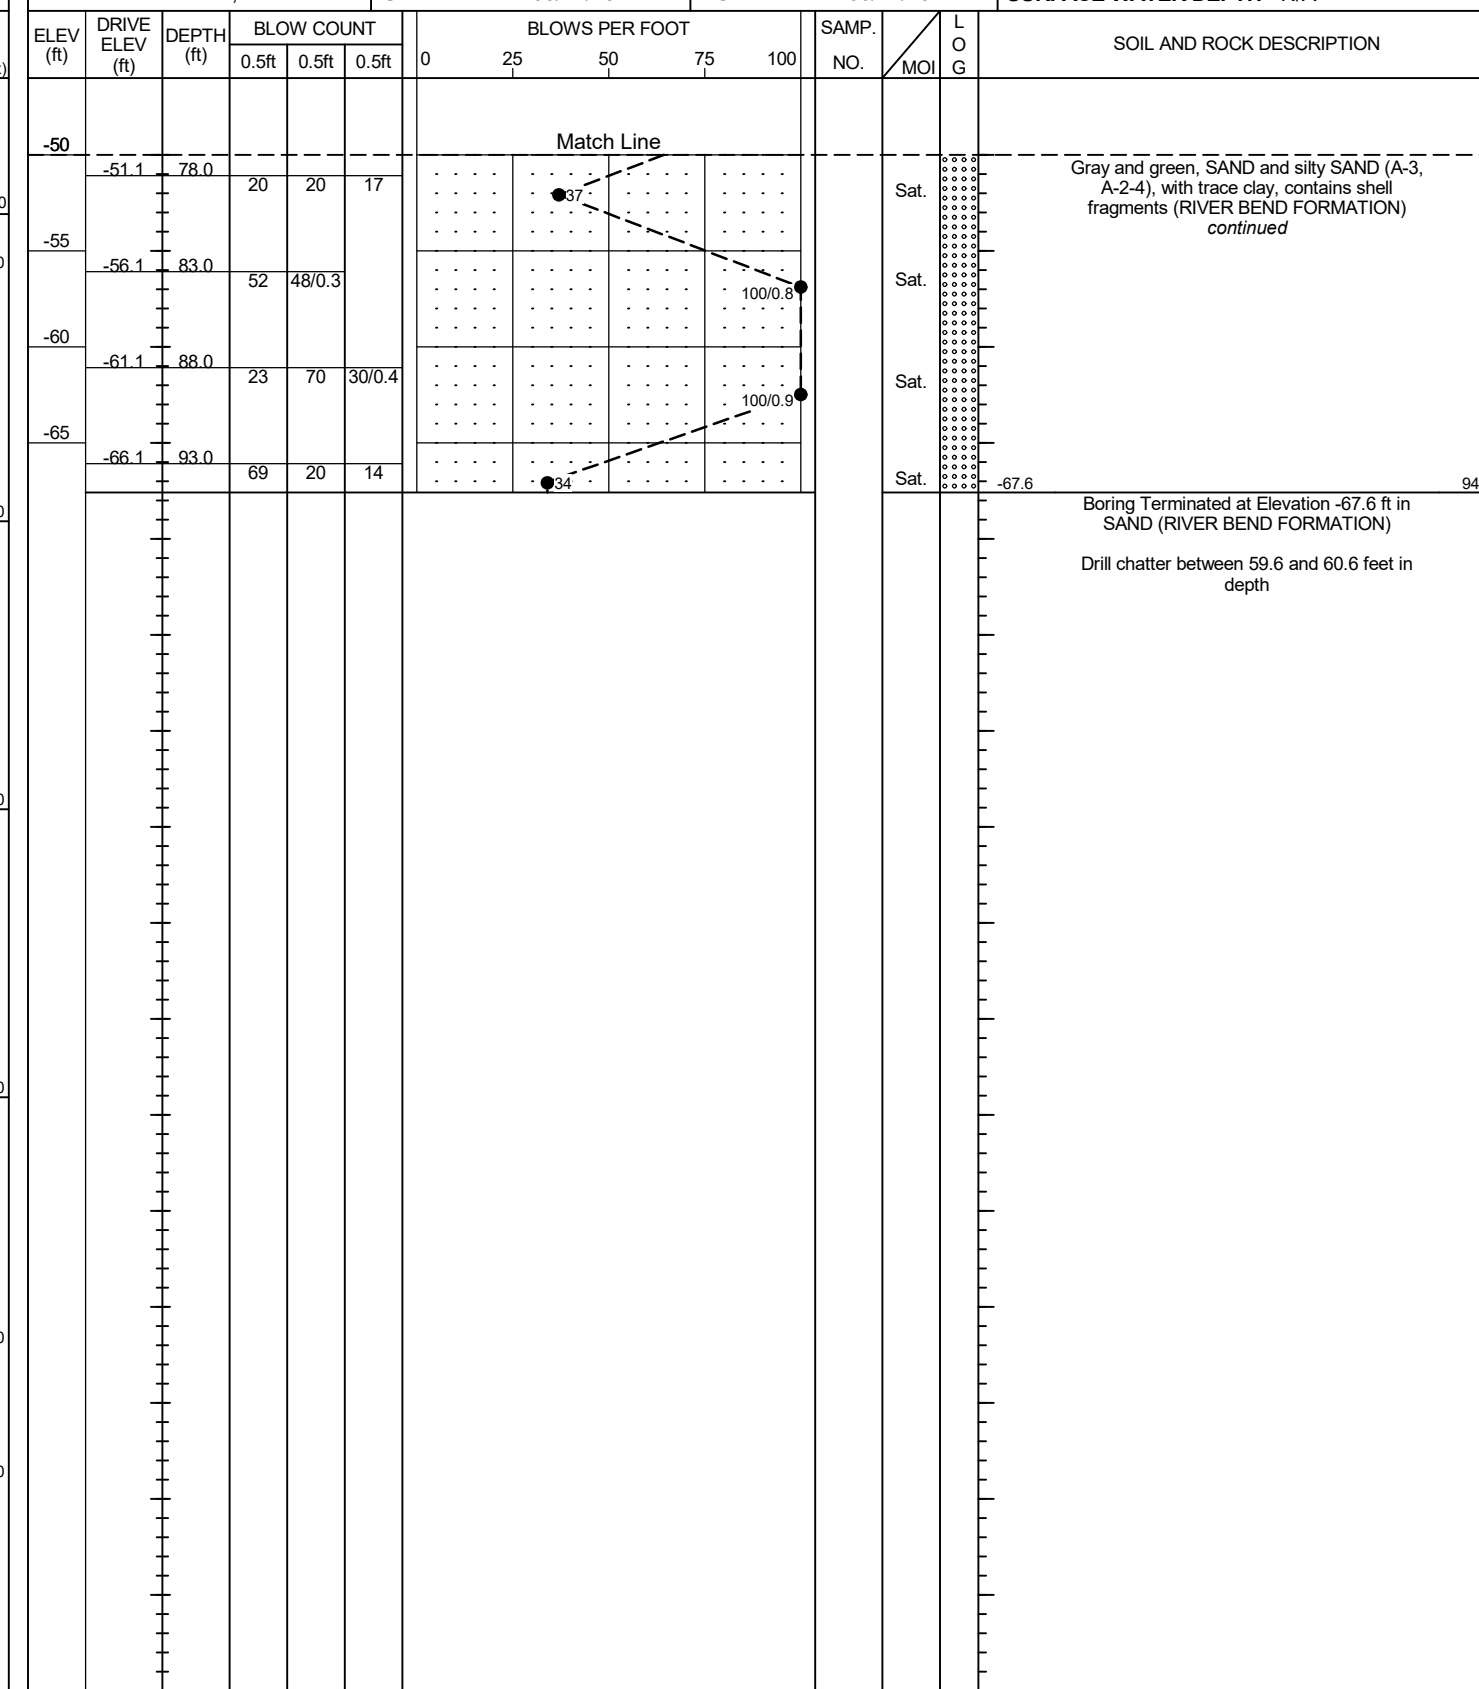 ELEV (ft) DRIVE ELEV (ft) DEPTH (ft) BLOW COUNT BLOWS PER FOOT SAMP. NO. MOI L O G SOIL AND ROCK DESCRIPTION
0.5ft 0.5ft 0.5ft 0 25 50 75 100
-50 Match Line
-51.1 78.0 20 20 17 37 Sat.
Gray and green, SAND and silty SAND (A-3,
A-2-4), with trace clay, contains shell
fragments (RIVER BEND FORMATION)
continued
-55
-56.1 83.0 52 48/0.3 100/0.8 Sat.
-60
-61.1 88.0 23 70 30/0.4 100/0.9 Sat.
-65
-66.1 93.0 69 20 14 34 Sat.
-67.6 94
Boring Terminated at Elevation -67.6 ft in
SAND (RIVER BEND FORMATION)
Drill chatter between 59.6 and 60.6 feet in
depth